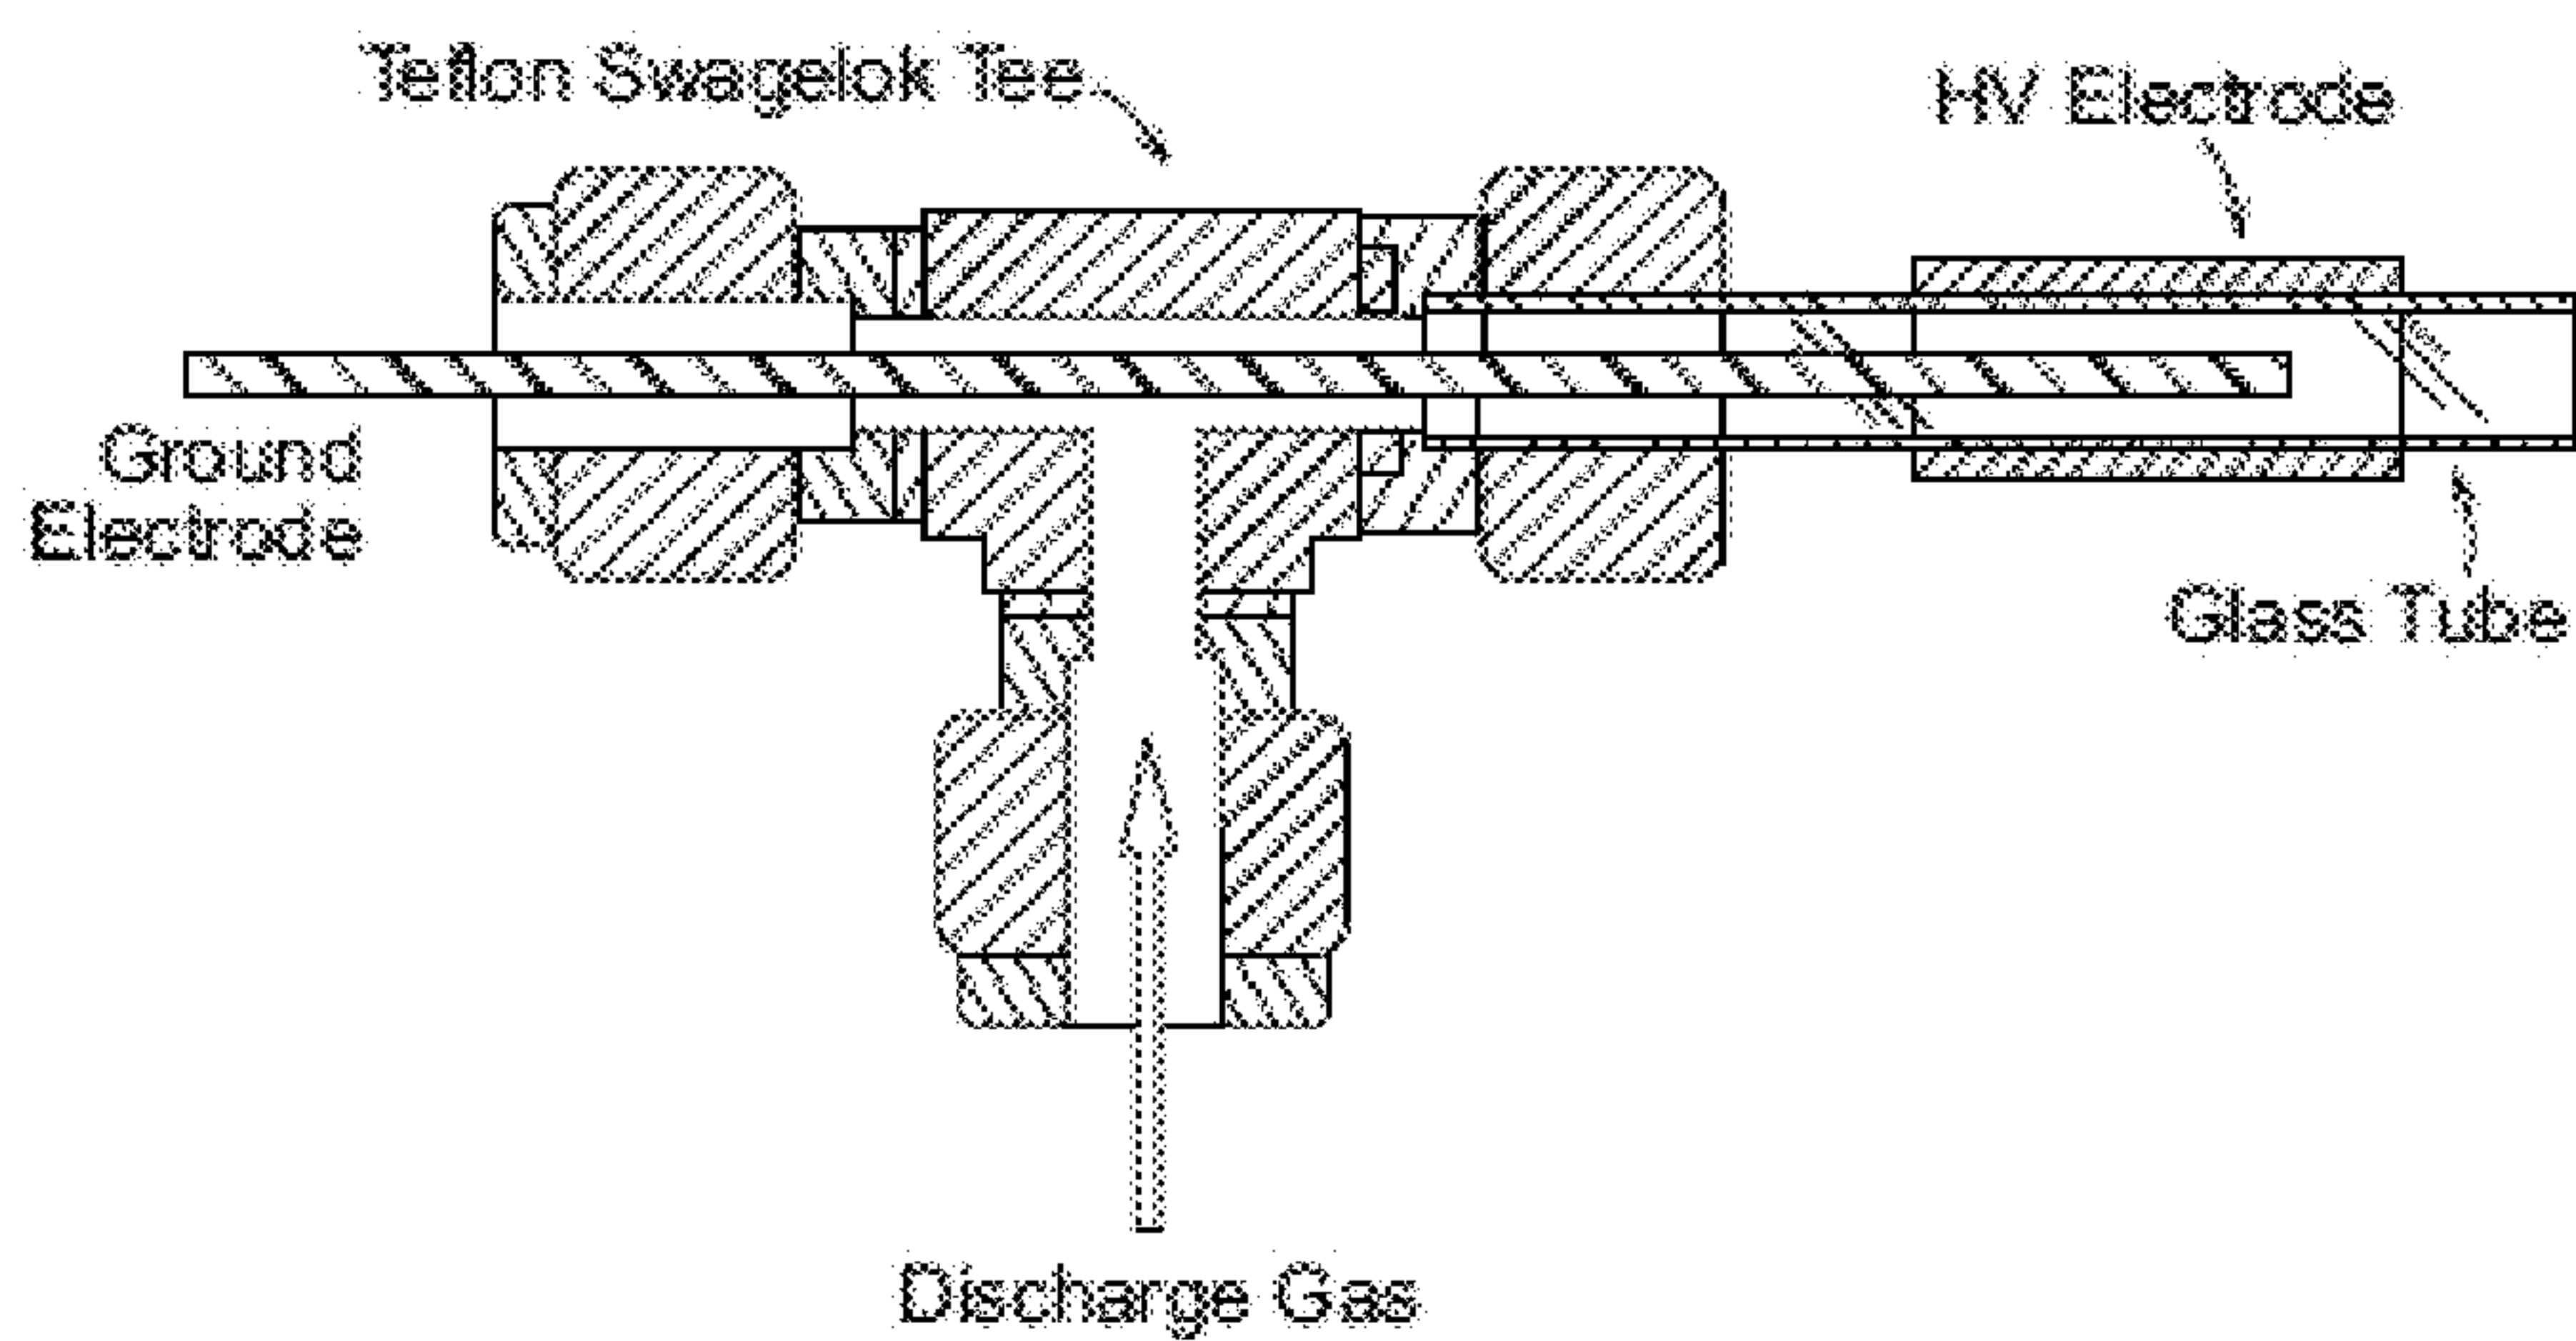 Teflon Swagelok Tee
HV Electrode
Ground
Electrode
Glass Tube
Discharge Gas